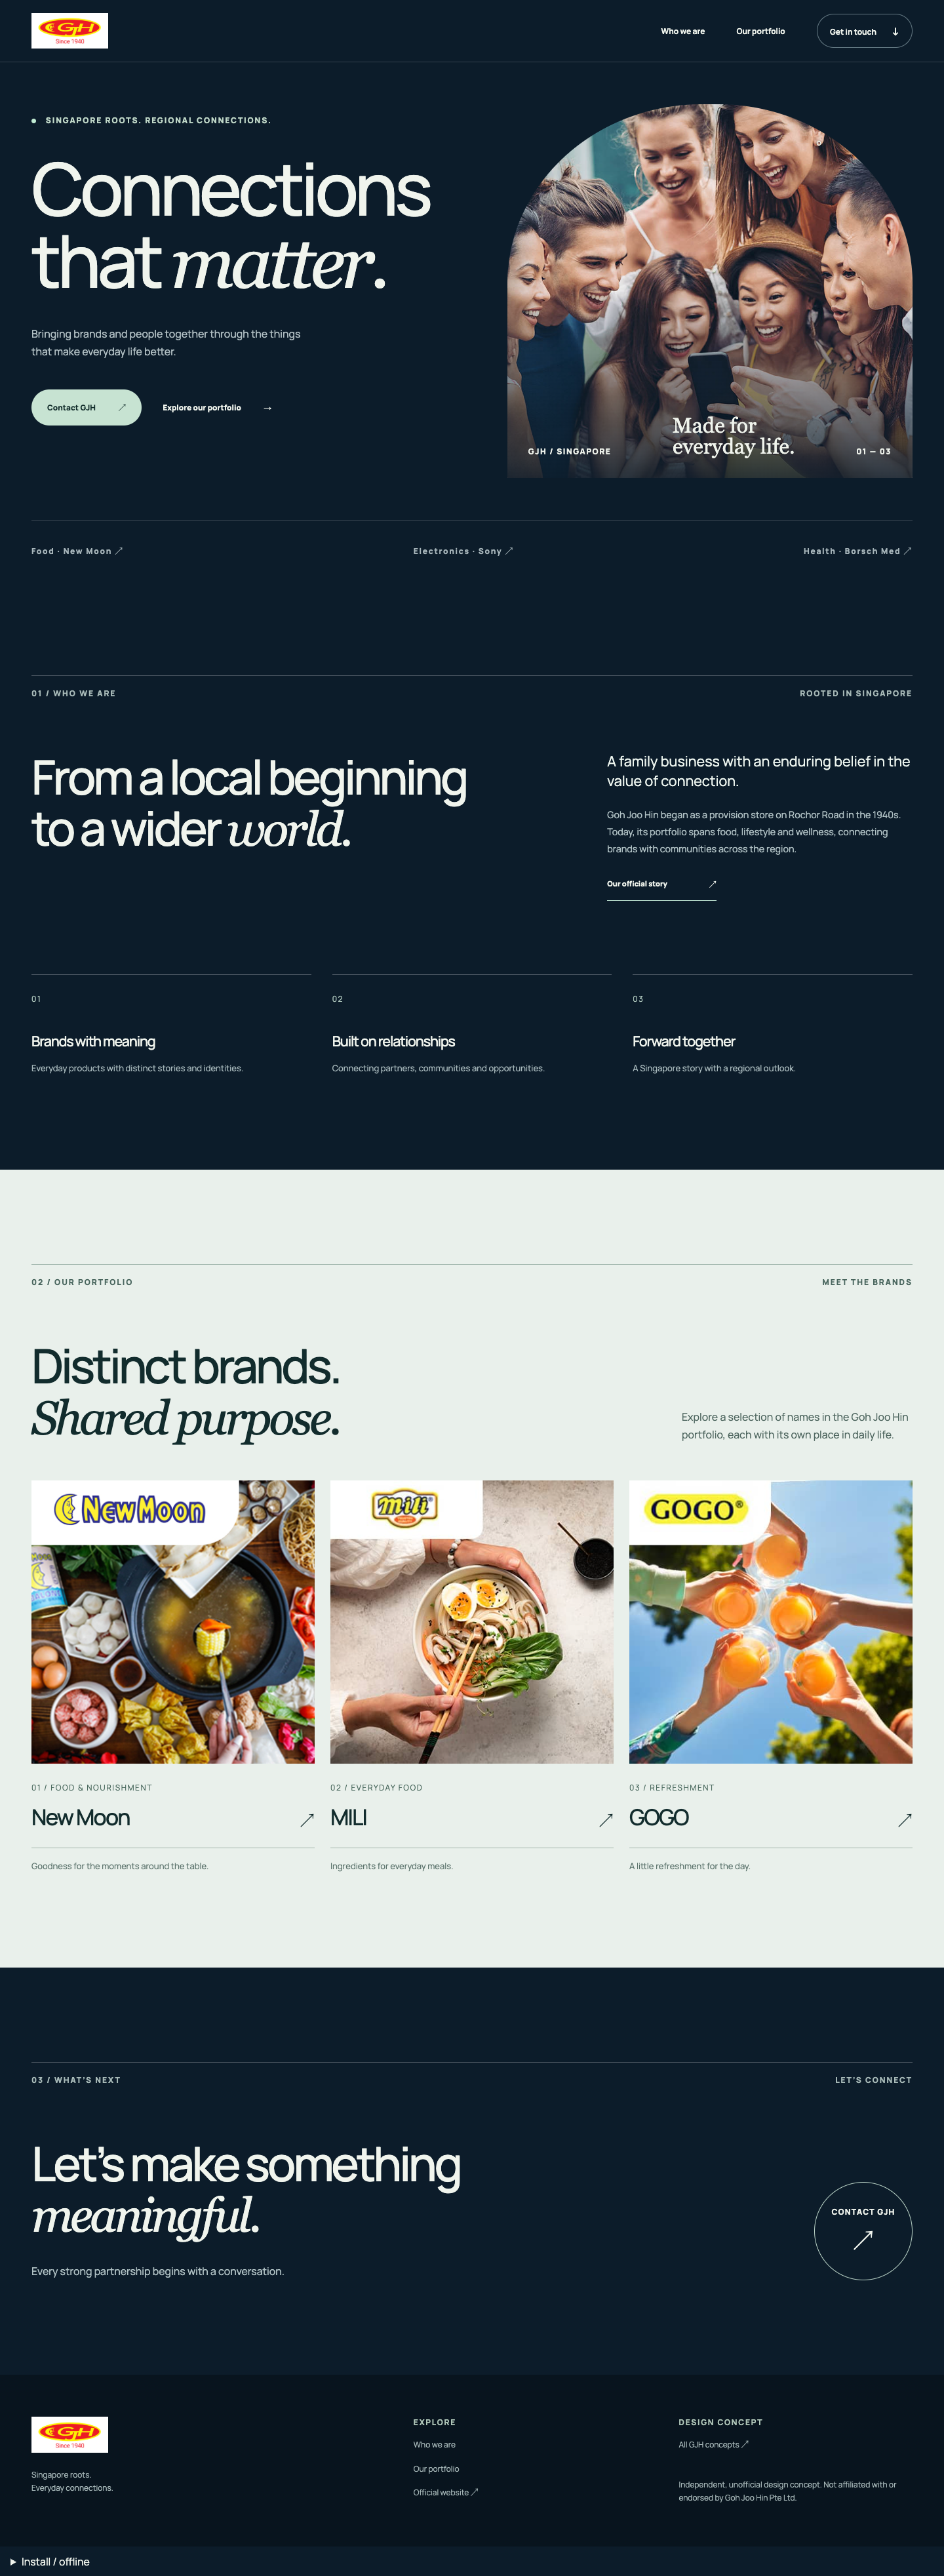 GJH
Since 1940
Who we are
Our portfolio
Get in touch ↓
SINGAPORE ROOTS. REGIONAL CONNECTIONS.
Connections
that matter.
Bringing brands and people together through the things
that make everyday life better.
Contact GJH ↗
Explore our portfolio →
GJH / SINGAPORE
Made for
everyday life.
01 — 03
Food · New Moon ↗
Electronics · Sony ↗
Health · Borsch Med ↗
01 / WHO WE ARE
ROOTED IN SINGAPORE
From a local beginning
to a wider world.
A family business with an enduring belief in the
value of connection.
Goh Joo Hin began as a provision store on Rochor Road in the 1940s.
Today, its portfolio spans food, lifestyle and wellness, connecting
brands with communities across the region.
Our official story ↗
01
Brands with meaning
Everyday products with distinct stories and identities.
02
Built on relationships
Connecting partners, communities and opportunities.
03
Forward together
A Singapore story with a regional outlook.
02 / OUR PORTFOLIO
MEET THE BRANDS
Distinct brands.
Shared purpose.
Explore a selection of names in the Goh Joo Hin
portfolio, each with its own place in daily life.
New Moon
01 / FOOD & NOURISHMENT
New Moon ↗
Goodness for the moments around the table.
mili®
02 / EVERYDAY FOOD
MILI ↗
Ingredients for everyday meals.
GOGO®
03 / REFRESHMENT
GOGO ↗
A little refreshment for the day.
03 / WHAT'S NEXT
LET'S CONNECT
Let's make something
meaningful.
Every strong partnership begins with a conversation.
CONTACT GJH
↗
GJH
Since 1940
Singapore roots.
Everyday connections.
EXPLORE
Who we are
Our portfolio
Official website ↗
DESIGN CONCEPT
All GJH concepts ↗
Independent, unofficial design concept. Not affiliated with or
endorsed by Goh Joo Hin Pte Ltd.
▶ Install / offline